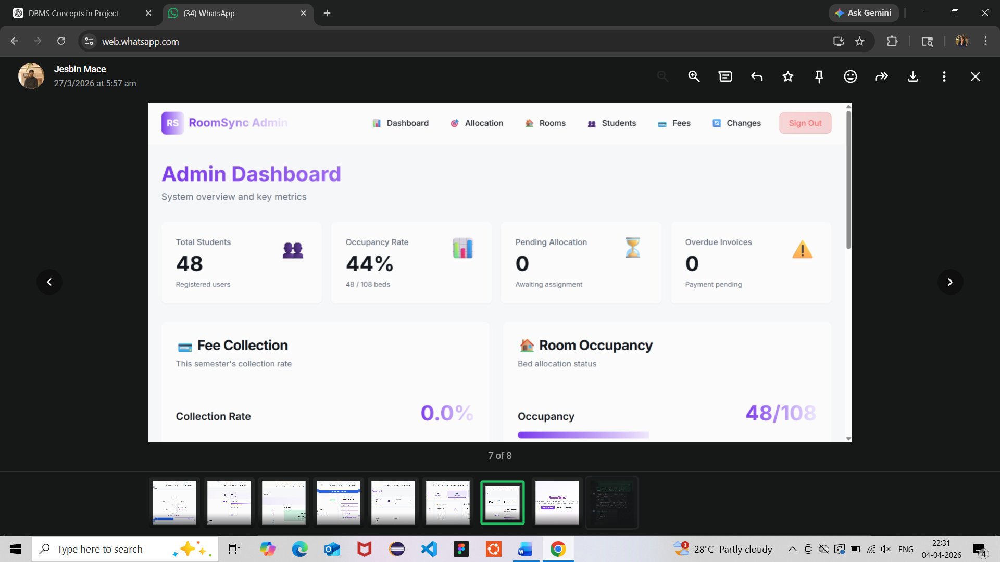 DBMS Concepts in Project
(34) WhatsApp
Ask Gemini
web.whatsapp.com
Jesbin Mace
27/3/2026 at 5:57 am
RS RoomSync Admin
Dashboard
Allocation
Rooms
Students
Fees
Changes
Sign Out
Admin Dashboard
System overview and key metrics
Total Students
48
Registered users
Occupancy Rate
44%
48 / 108 beds
Pending Allocation
0
Awaiting assignment
Overdue Invoices
0
Payment pending
Fee Collection
This semester's collection rate
Collection Rate
0.0%
Room Occupancy
Bed allocation status
Occupancy
48/108
7 of 8
RoomSync
Type here to search
3
28°C Partly cloudy
ENG
22:31
04-04-2026
4